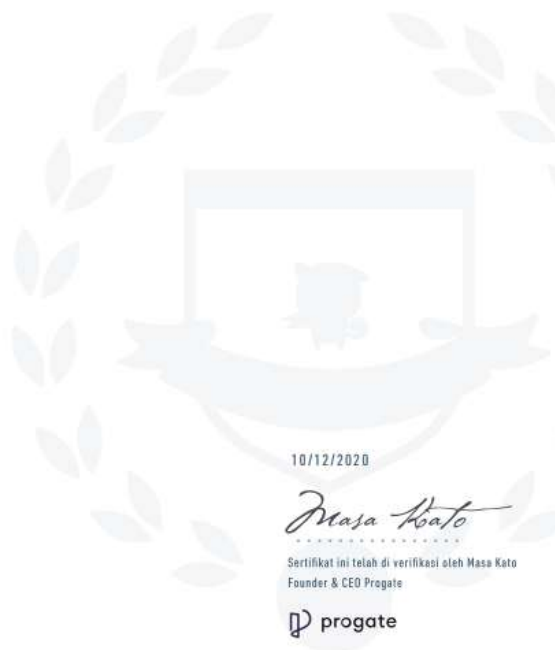 10/12/2020
Masa Kato
Sertifikat ini telah di verifikasi oleh Masa Kato
Founder & CEO Progate
progate